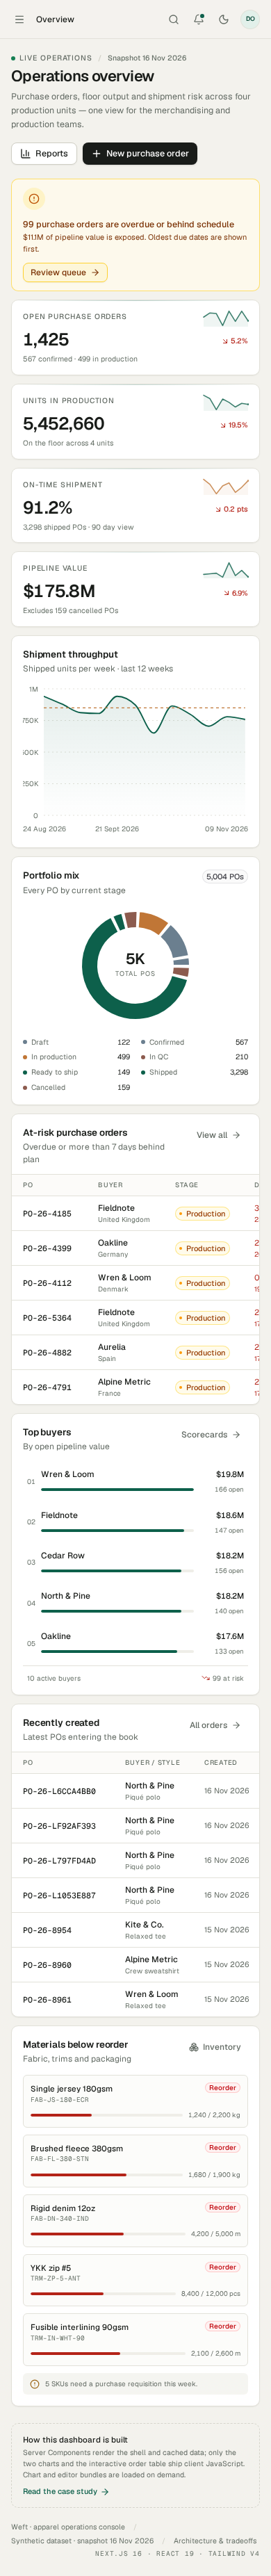 Overview
DO
LIVE OPERATIONS / Snapshot 16 Nov 2026
Operations overview
Purchase orders, floor output and shipment risk across four
production units — one view for the merchandising and
production teams.
Reports
New purchase order
99 purchase orders are overdue or behind schedule
$11.1M of pipeline value is exposed. Oldest due dates are shown
first.
Review queue
OPEN PURCHASE ORDERS
1,425
5.2%
567 confirmed · 499 in production
UNITS IN PRODUCTION
5,452,660
19.5%
On the floor across 4 units
ON-TIME SHIPMENT
91.2%
0.2 pts
3,298 shipped POs · 90 day view
PIPELINE VALUE
$175.8M
6.9%
Excludes 159 cancelled POs
Shipment throughput
Shipped units per week · last 12 weeks
1M
750K
500K
250K
0
24 Aug 2026
21 Sept 2026
09 Nov 2026
Portfolio mix
5,004 POs
Every PO by current stage
5K
TOTAL POS
Draft 122
Confirmed 567
In production 499
In QC 210
Ready to ship 149
Shipped 3,298
Cancelled 159
At-risk purchase orders
View all
Overdue or more than 7 days behind
plan
PO BUYER STAGE D
PO-26-4185 Fieldnote Production
United Kingdom
PO-26-4399 Oakline Production
Germany
PO-26-4112 Wren & Loom Production
Denmark
PO-26-5364 Fieldnote Production
United Kingdom
PO-26-4882 Aurelia Production
Spain
PO-26-4791 Alpine Metric Production
France
Top buyers
Scorecards
By open pipeline value
01 Wren & Loom $19.8M
166 open
02 Fieldnote $18.6M
147 open
03 Cedar Row $18.2M
156 open
04 North & Pine $18.2M
140 open
05 Oakline $17.6M
133 open
10 active buyers
99 at risk
Recently created
All orders
Latest POs entering the book
PO BUYER / STYLE CREATED
PO-26-L6CCA4BB0 North & Pine 16 Nov 2026
Piqué polo
PO-26-LF92AF393 North & Pine 16 Nov 2026
Piqué polo
PO-26-L797FD4AD North & Pine 16 Nov 2026
Piqué polo
PO-26-L1053E887 North & Pine 16 Nov 2026
Piqué polo
PO-26-8954 Kite & Co. 15 Nov 2026
Relaxed tee
PO-26-8960 Alpine Metric 15 Nov 2026
Crew sweatshirt
PO-26-8961 Wren & Loom 15 Nov 2026
Relaxed tee
Materials below reorder
Inventory
Fabric, trims and packaging
Single jersey 180gsm Reorder
FAB-JS-180-ECR
1,240 / 2,200 kg
Brushed fleece 380gsm Reorder
FAB-FL-380-STN
1,680 / 1,900 kg
Rigid denim 12oz Reorder
FAB-DN-340-IND
4,200 / 5,000 m
YKK zip #5 Reorder
TRM-ZP-5-ANT
8,400 / 12,000 pcs
Fusible interlining 90gsm Reorder
TRM-IN-WHT-90
2,100 / 2,600 m
5 SKUs need a purchase requisition this week.
How this dashboard is built
Server Components render the shell and cached data; only the
two charts and the interactive order table ship client JavaScript.
Chart and editor bundles are loaded on demand.
Read the case study
Weft · apparel operations console /
Synthetic dataset · snapshot 16 Nov 2026 / Architecture & tradeoffs
NEXT.JS 16 · REACT 19 · TAILWIND V4